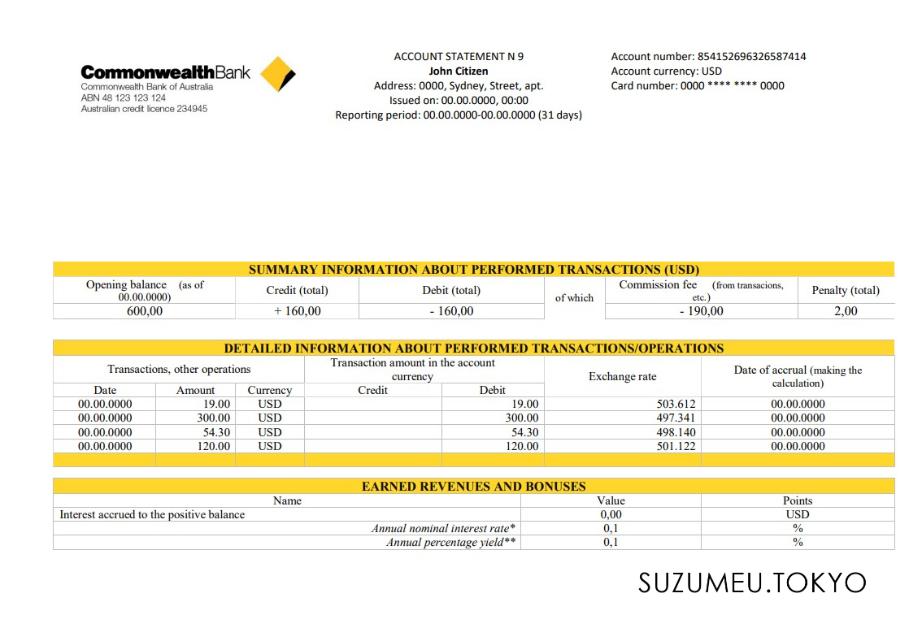 CommonwealthBank
Commonwealth Bank of Australia
ABN 48 123 123 124
Australian credit licence 234945
ACCOUNT STATEMENT N 9
John Citizen
Address: 0000, Sydney, Street, apt.
Issued on: 00.00.0000, 00:00
Reporting period: 00.00.0000-00.00.0000 (31 days)
Account number: 854152696326587414
Account currency: USD
Card number: 0000 **** **** 0000
SUMMARY INFORMATION ABOUT PERFORMED TRANSACTIONS (USD)
Opening balance (as of 00.00.0000) Credit (total) Debit (total) of which Commission fee (from transacions, etc.) Penalty (total)
600,00 + 160,00 - 160,00 - 190,00 2,00
DETAILED INFORMATION ABOUT PERFORMED TRANSACTIONS/OPERATIONS
Transactions, other operations Transaction amount in the account currency Exchange rate Date of accrual (making the calculation)
Date Amount Currency Credit Debit
00.00.0000 19.00 USD 19.00 503.612 00.00.0000
00.00.0000 300.00 USD 300.00 497.341 00.00.0000
00.00.0000 54.30 USD 54.30 498.140 00.00.0000
00.00.0000 120.00 USD 120.00 501.122 00.00.0000
EARNED REVENUES AND BONUSES
Name Value Points
Interest accrued to the positive balance 0,00 USD
Annual nominal interest rate* 0,1 %
Annual percentage yield** 0,1 %
SUZUMEU.TOKYO